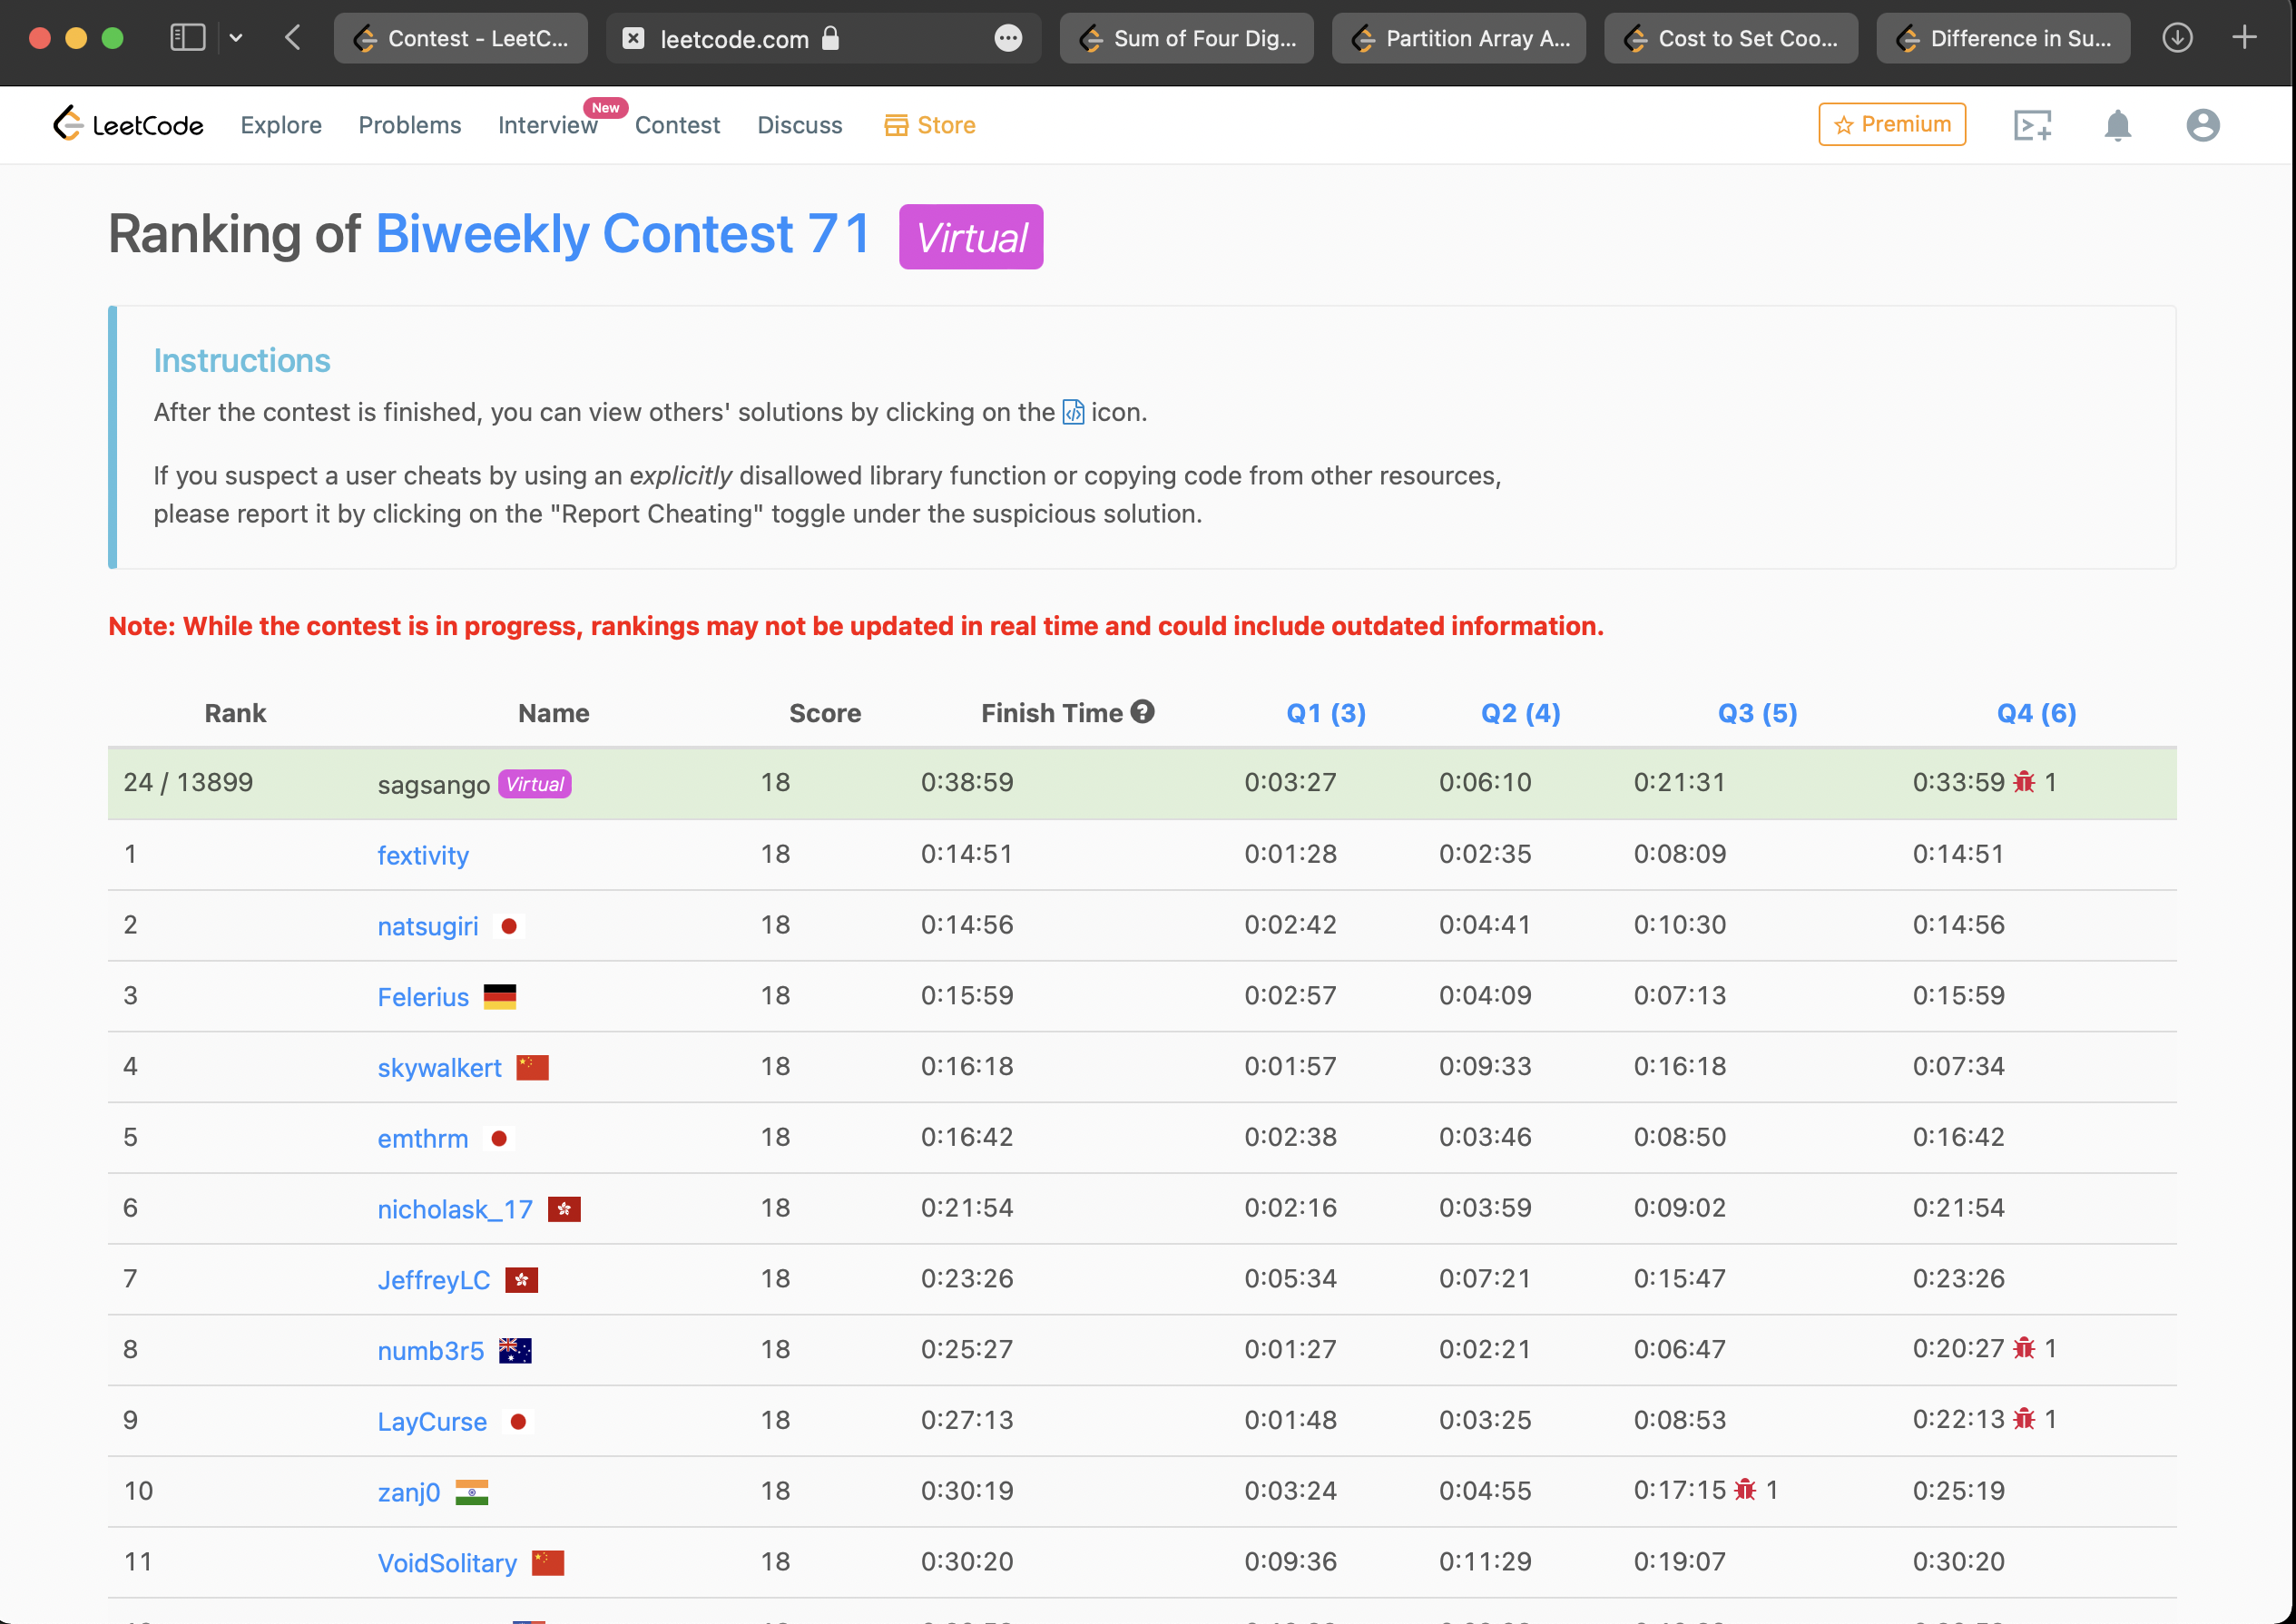 Contest - LeetC...
leetcode.com
Sum of Four Dig...
Partition Array A...
Cost to Set Coo...
Difference in Su...
LeetCode Explore Problems Interview New Contest Discuss Store Premium
Ranking of Biweekly Contest 71 Virtual
Instructions
After the contest is finished, you can view others' solutions by clicking on the icon.
If you suspect a user cheats by using an explicitly disallowed library function or copying code from other resources,
please report it by clicking on the "Report Cheating" toggle under the suspicious solution.
Note: While the contest is in progress, rankings may not be updated in real time and could include outdated information.
Rank Name Score Finish Time Q1 (3) Q2 (4) Q3 (5) Q4 (6)
24 / 13899 sagsango Virtual 18 0:38:59 0:03:27 0:06:10 0:21:31 0:33:59 1
1 fextivity 18 0:14:51 0:01:28 0:02:35 0:08:09 0:14:51
2 natsugiri 18 0:14:56 0:02:42 0:04:41 0:10:30 0:14:56
3 Felerius 18 0:15:59 0:02:57 0:04:09 0:07:13 0:15:59
4 skywalkert 18 0:16:18 0:01:57 0:09:33 0:16:18 0:07:34
5 emthrm 18 0:16:42 0:02:38 0:03:46 0:08:50 0:16:42
6 nicholask_17 18 0:21:54 0:02:16 0:03:59 0:09:02 0:21:54
7 JeffreyLC 18 0:23:26 0:05:34 0:07:21 0:15:47 0:23:26
8 numb3r5 18 0:25:27 0:01:27 0:02:21 0:06:47 0:20:27 1
9 LayCurse 18 0:27:13 0:01:48 0:03:25 0:08:53 0:22:13 1
10 zanj0 18 0:30:19 0:03:24 0:04:55 0:17:15 1 0:25:19
11 VoidSolitary 18 0:30:20 0:09:36 0:11:29 0:19:07 0:30:20